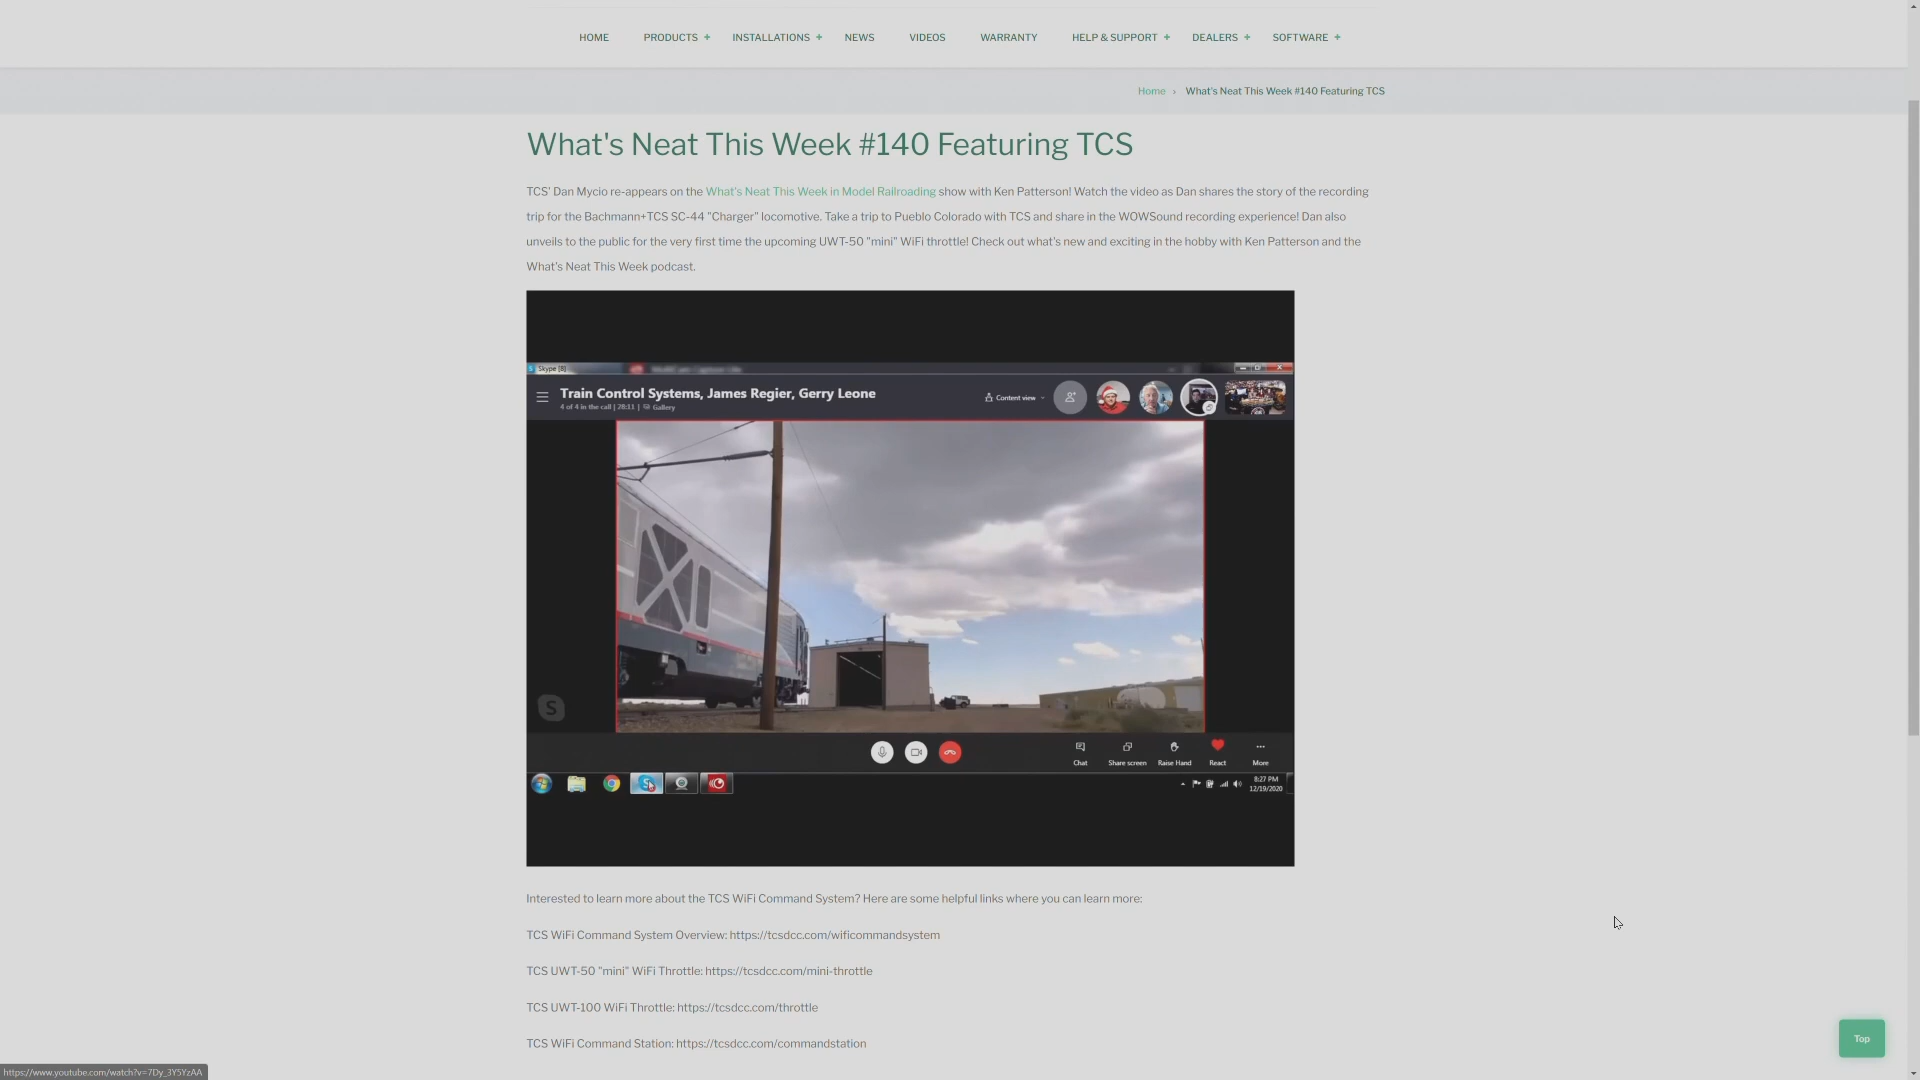 HOME PRODUCTS + INSTALLATIONS + NEWS VIDEOS WARRANTY HELP & SUPPORT + DEALERS + SOFTWARE +
Home › What's Neat This Week #140 Featuring TCS
What's Neat This Week #140 Featuring TCS
TCS' Dan Mycio re-appears on the What's Neat This Week in Model Railroading show with Ken Patterson! Watch the video as Dan shares the story of the recording
trip for the Bachmann+TCS SC-44 "Charger" locomotive. Take a trip to Pueblo Colorado with TCS and share in the WOWSound recording experience! Dan also
unveils to the public for the very first time the upcoming UWT-50 "mini" WiFi throttle! Check out what's new and exciting in the hobby with Ken Patterson and the
What's Neat This Week podcast.
Skype [8]
Train Control Systems, James Regier, Gerry Leone
4 of 4 in the call | 28:11 | Gallery
Content view
S
Chat Share screen Raise Hand React More
8:27 PM
12/19/2020
Interested to learn more about the TCS WiFi Command System? Here are some helpful links where you can learn more:
TCS WiFi Command System Overview: https://tcsdcc.com/wificommandsystem
TCS UWT-50 "mini" WiFi Throttle: https://tcsdcc.com/mini-throttle
TCS UWT-100 WiFi Throttle: https://tcsdcc.com/throttle
TCS WiFi Command Station: https://tcsdcc.com/commandstation
Top
https://www.youtube.com/watch?v=7Dy_3Y5YzAA